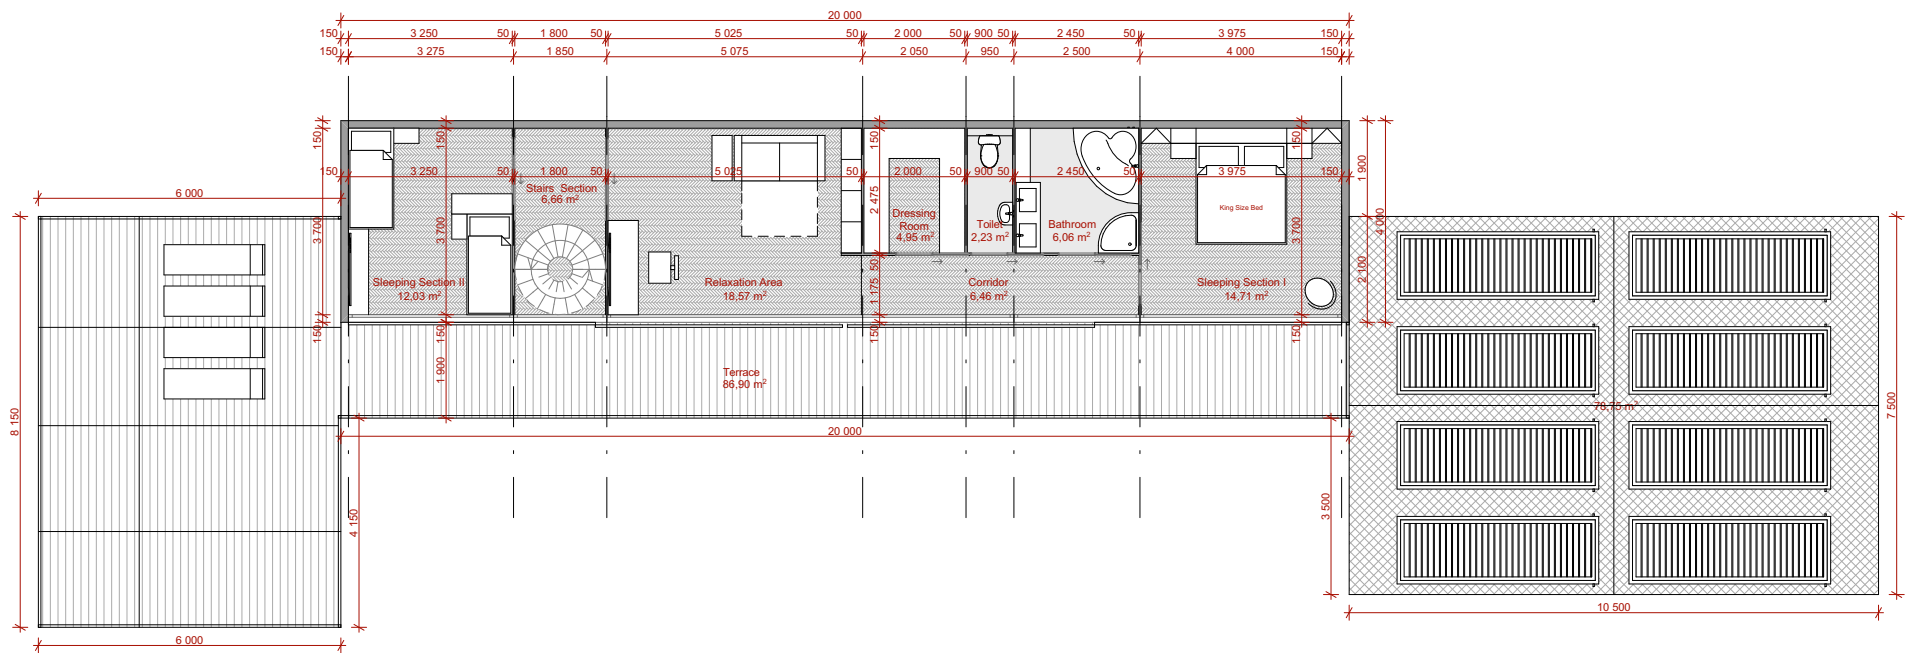 20 000
150 3 250 50 1 800 50 5 025 50 2 000 50 900 50 2 450 50 3 975 150
150 3 275 1 850 5 075 2 050 950 2 500 4 000 150
150 150 150 150
1 900
4 000
150 3 250 50 1 800 50 5 025 50 2 000 50 900 50 2 450 50 3 975 150
6 000
Stairs Section
6,66 m²
2 475
King Size Bed
Dressing
Room
4,95 m²
Toilet
2,23 m²
Bathroom
6,06 m²
3 700 3 700 3 700
2 100
50
Sleeping Section II
12,03 m²
Relaxation Area
18,57 m²
Corridor
6,46 m²
Sleeping Section I
14,71 m²
1 175
150 150 150 150
1 900
Terrace
86,90 m²
78,75 m²
7 500
8 150
20 000
3 500
4 150
10 500
6 000